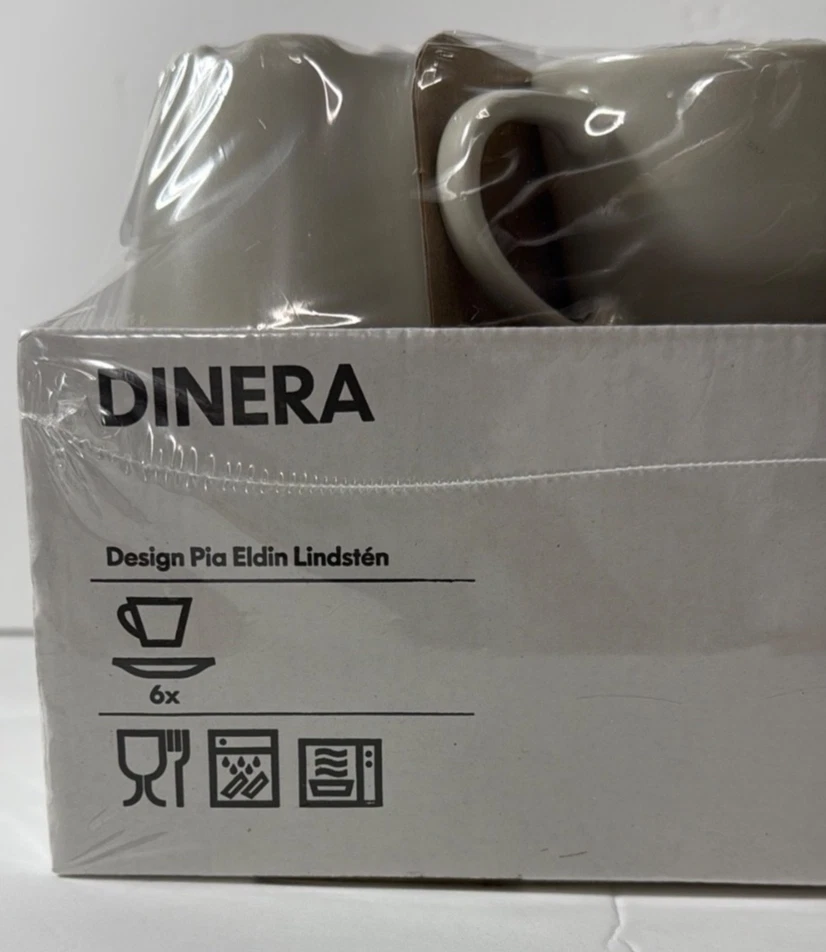 DINERA
Design Pia Eldin Lindstén
6x